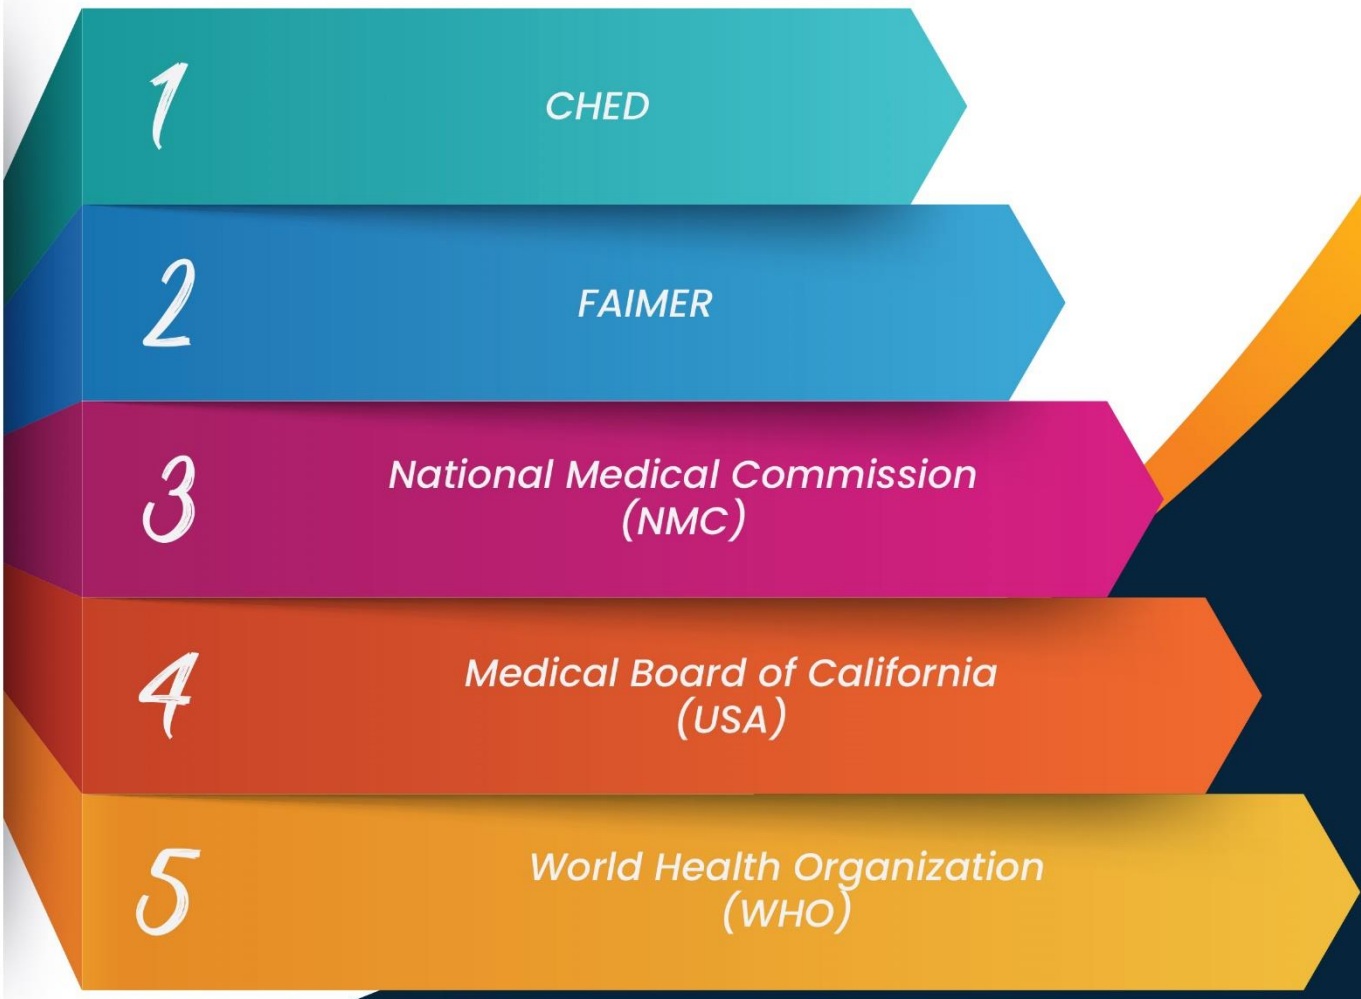 1
CHED
2
FAIMER
3
National Medical Commission
(NMC)
4
Medical Board of California
(USA)
5
World Health Organization
(WHO)